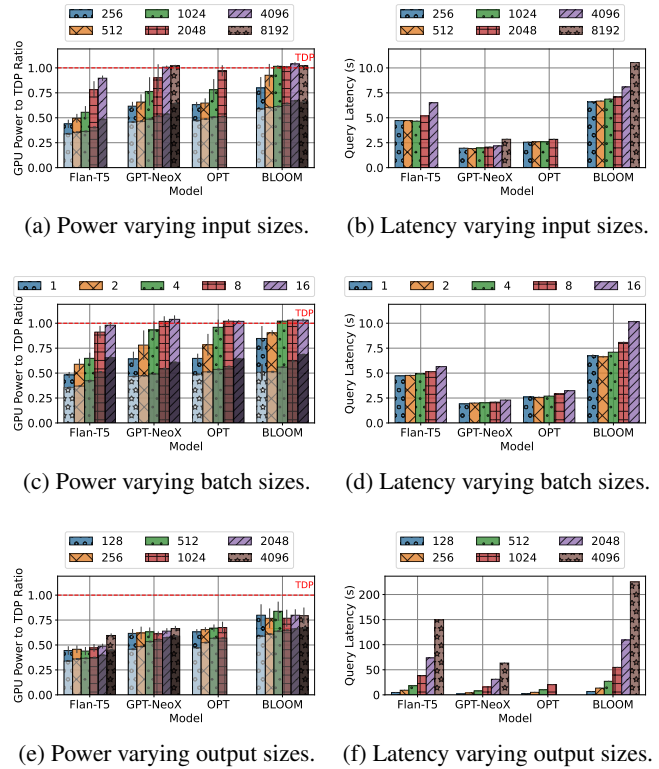 256 1024 4096
512 2048 8192
GPU Power to TDP Ratio
1.00
0.75
0.50
0.25
0.00
TDP
Flan-T5 GPT-NeoX OPT BLOOM
Model
(a) Power varying input sizes.
256 1024 4096
512 2048 8192
Query Latency (s)
10.0
7.5
5.0
2.5
0.0
Flan-T5 GPT-NeoX OPT BLOOM
Model
(b) Latency varying input sizes.
1 2 4 8 16
GPU Power to TDP Ratio
1.00
0.75
0.50
0.25
0.00
TDP
Flan-T5 GPT-NeoX OPT BLOOM
Model
(c) Power varying batch sizes.
1 2 4 8 16
Query Latency (s)
10.0
7.5
5.0
2.5
0.0
Flan-T5 GPT-NeoX OPT BLOOM
Model
(d) Latency varying batch sizes.
128 512 2048
256 1024 4096
GPU Power to TDP Ratio
1.00
0.75
0.50
0.25
0.00
TDP
Flan-T5 GPT-NeoX OPT BLOOM
Model
(e) Power varying output sizes.
128 512 2048
256 1024 4096
Query Latency (s)
200
150
100
50
0
Flan-T5 GPT-NeoX OPT BLOOM
Model
(f) Latency varying output sizes.